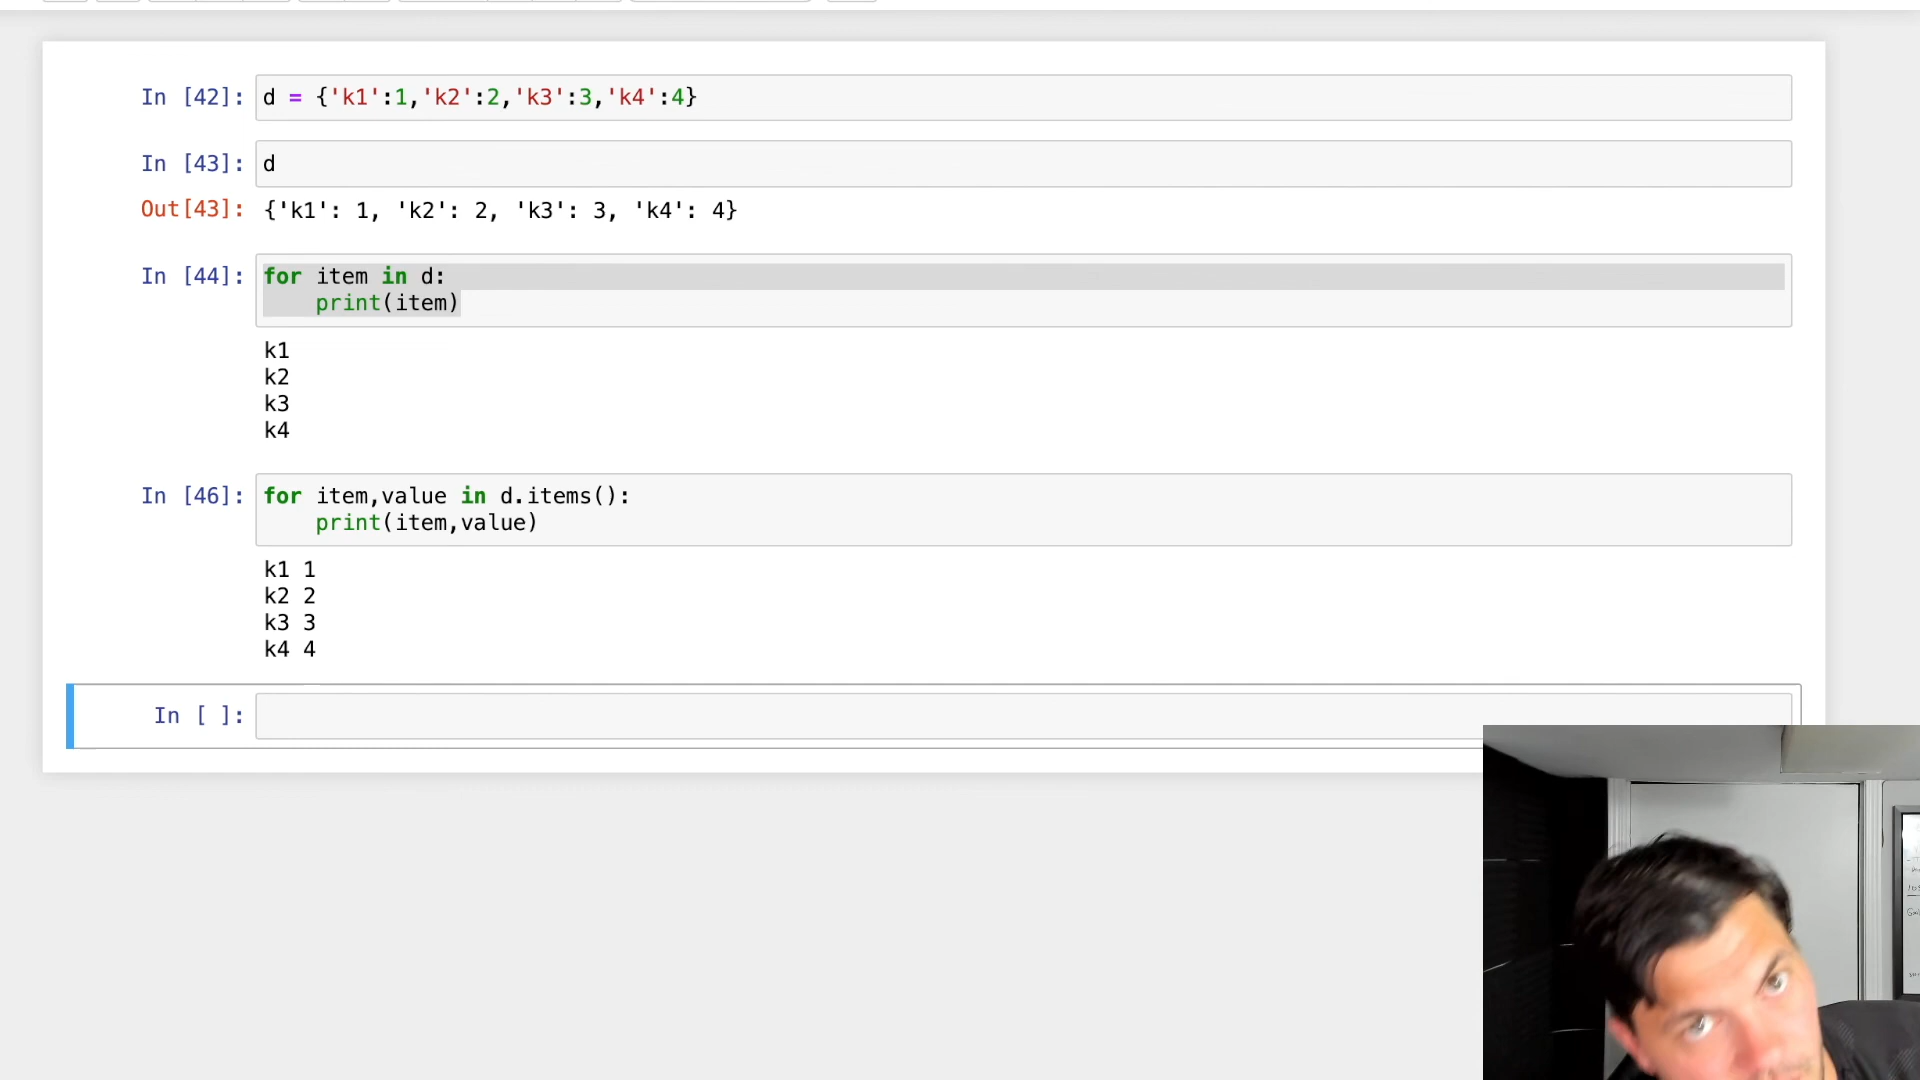 In [42]: d = {'k1':1,'k2':2,'k3':3,'k4':4}
In [43]: d
Out[43]: {'k1': 1, 'k2': 2, 'k3': 3, 'k4': 4}
In [44]: for item in d:
    print(item)
k1
k2
k3
k4
In [46]: for item,value in d.items():
    print(item,value)
k1 1
k2 2
k3 3
k4 4
In [ ]: